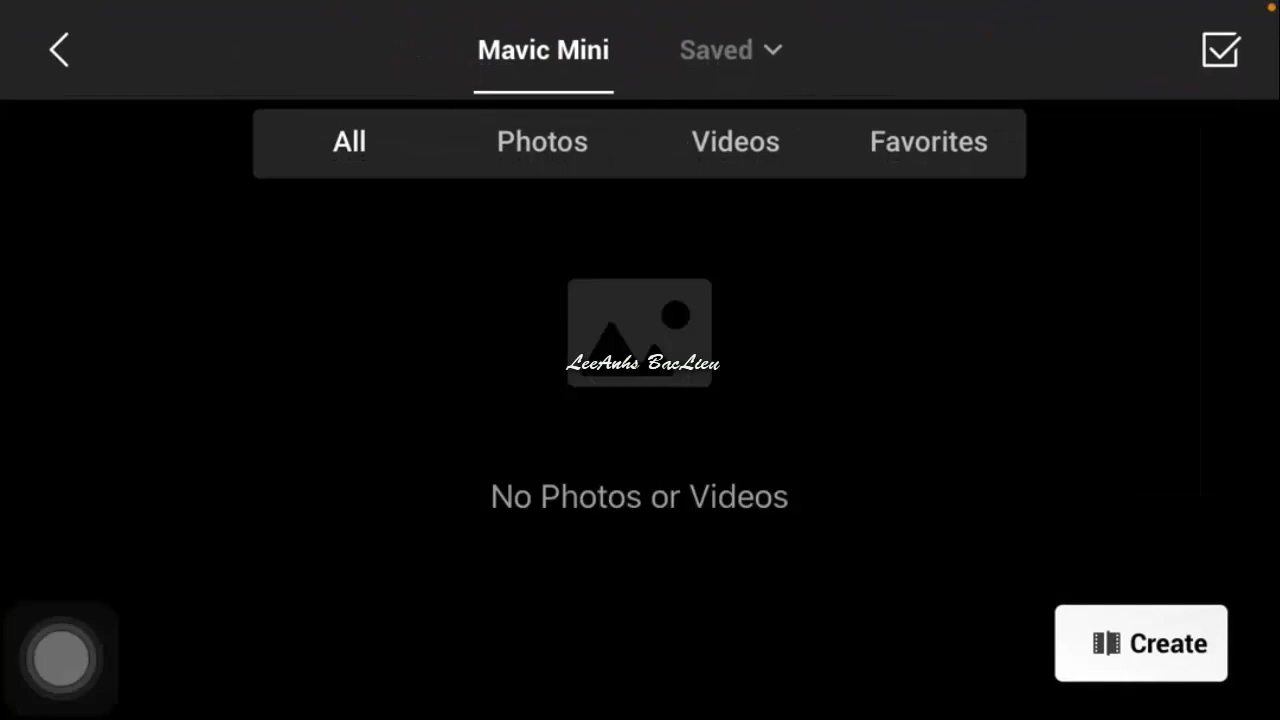 Mavic Mini
Saved
All
Photos
Videos
Favorites
LeeAnhs BacLieu
No Photos or Videos
Create